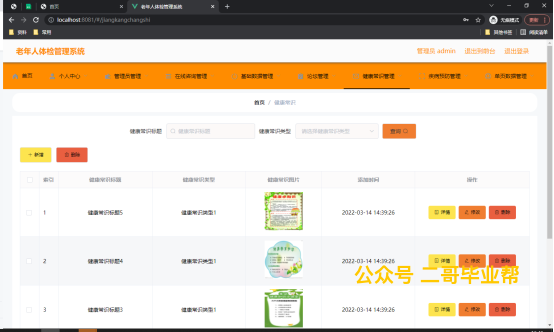 首页
老年人体检管理系统
localhost:8081/#/jiangkangchangshi
无痕模式
更新
资料
常用
其他书签
阅读清单
老年人体检管理系统
管理员 admin
退出到前台
退出登录
首页
个人中心
管理员管理
在线咨询管理
基础数据管理
论坛管理
健康常识管理
疾病预防管理
单页数据管理
首页 / 健康常识
健康常识标题
健康常识标题
健康常识类型
请选择健康常识类型
查询
+ 新增
删除
索引
健康常识标题
健康常识类型
健康常识图片
添加时间
操作
1
健康常识标题5
健康常识类型1
2022-03-14 14:39:26
详情
修改
删除
2
健康常识标题4
健康常识类型1
2022-03-14 14:39:26
详情
修改
删除
公众号 二哥毕业帮
3
健康常识标题3
健康常识类型1
2022-03-14 14:39:26
详情
修改
删除